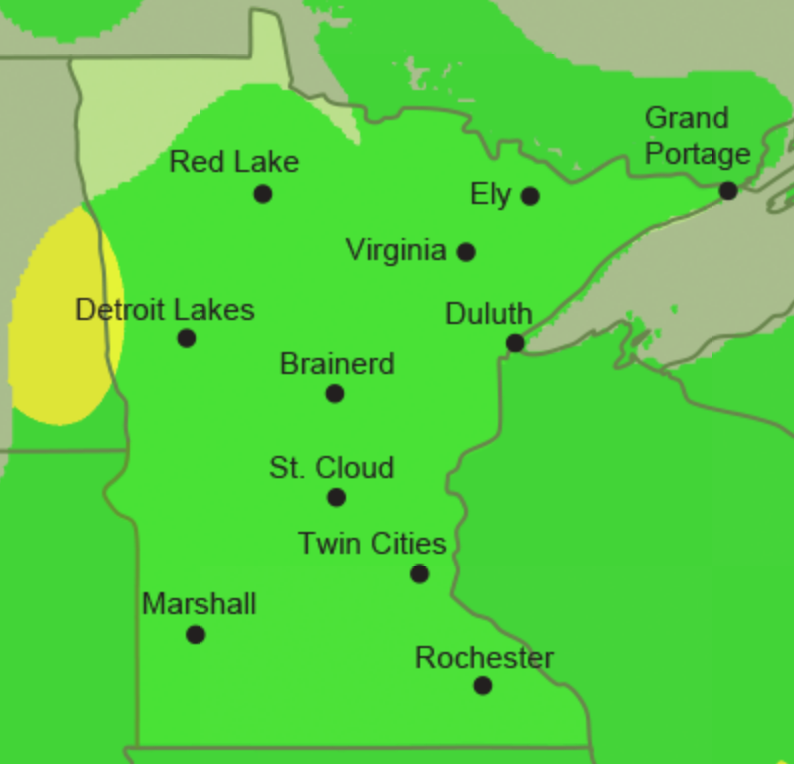 Grand
Portage
Red Lake
Ely
Virginia
Detroit Lakes
Duluth
Brainerd
St. Cloud
Twin Cities
Marshall
Rochester